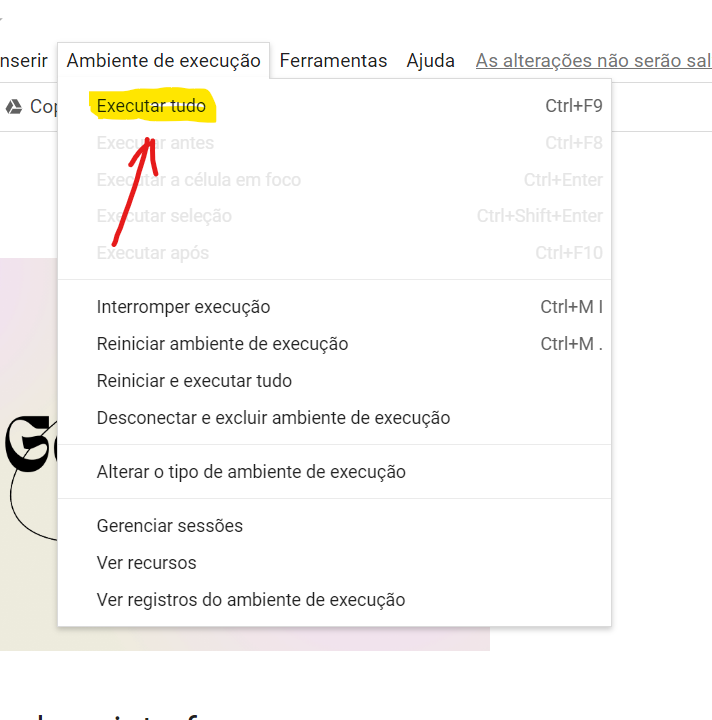 Inserir Ambiente de execução Ferramentas Ajuda As alterações não serão
Executar tudo Ctrl+F9
Executar antes Ctrl+F8
Executar a célula em foco Ctrl+Enter
Executar seleção Ctrl+Shift+Enter
Executar após Ctrl+F10
Interromper execução Ctrl+M I
Reiniciar ambiente de execução Ctrl+M .
Reiniciar e executar tudo
Desconectar e excluir ambiente de execução
Alterar o tipo de ambiente de execução
Gerenciar sessões
Ver recursos
Ver registros do ambiente de execução